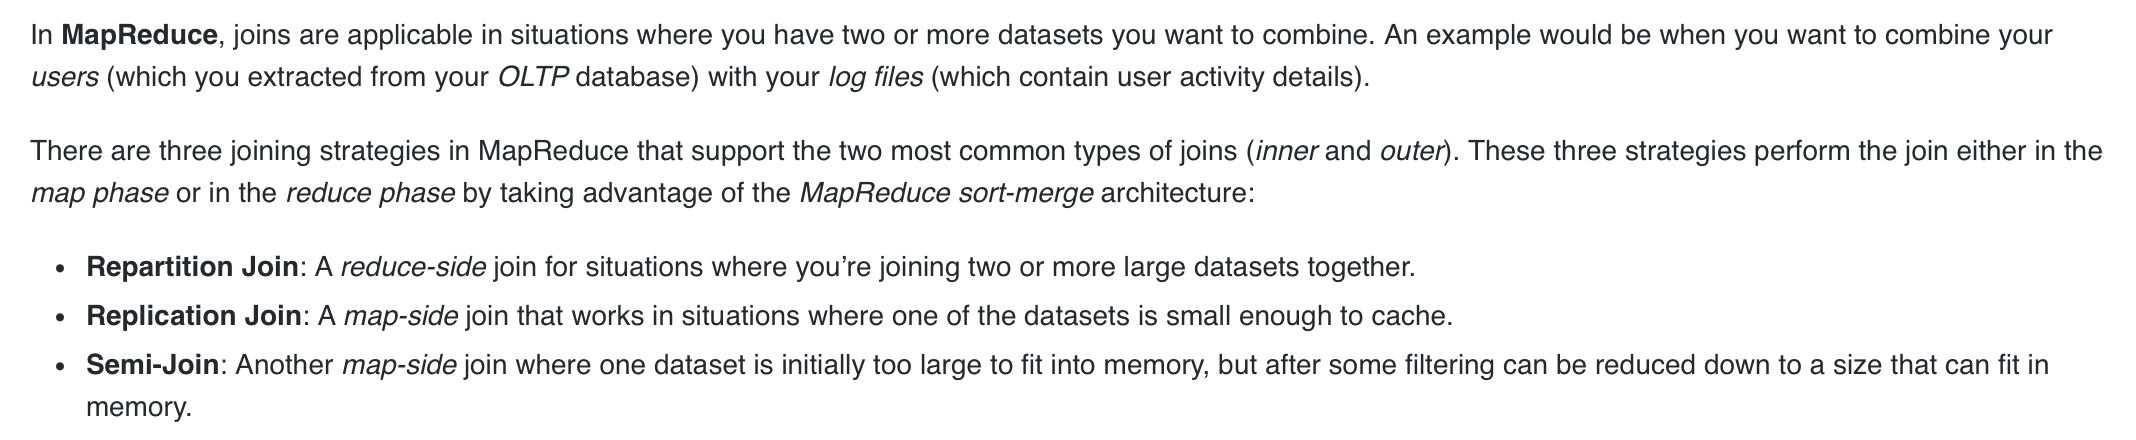 In MapReduce, joins are applicable in situations where you have two or more datasets you want to combine. An example would be when you want to combine your
users (which you extracted from your OLTP database) with your log files (which contain user activity details).
There are three joining strategies in MapReduce that support the two most common types of joins (inner and outer). These three strategies perform the join either in the
map phase or in the reduce phase by taking advantage of the MapReduce sort-merge architecture:
• Repartition Join: A reduce-side join for situations where you’re joining two or more large datasets together.
• Replication Join: A map-side join that works in situations where one of the datasets is small enough to cache.
• Semi-Join: Another map-side join where one dataset is initially too large to fit into memory, but after some filtering can be reduced down to a size that can fit in
memory.